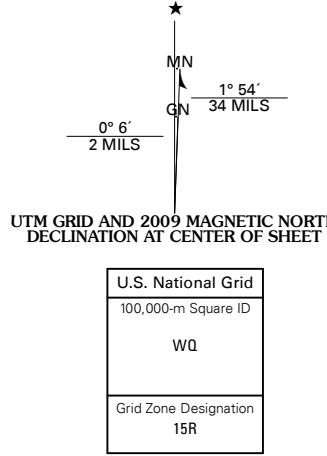 ★
MN
1° 54´
GN
34 MILS
0° 6´
2 MILS
UTM GRID AND 2009 MAGNETIC NORTH
DECLINATION AT CENTER OF SHEET
U.S. National Grid
100,000-m Square ID
WQ
Grid Zone Designation
15R